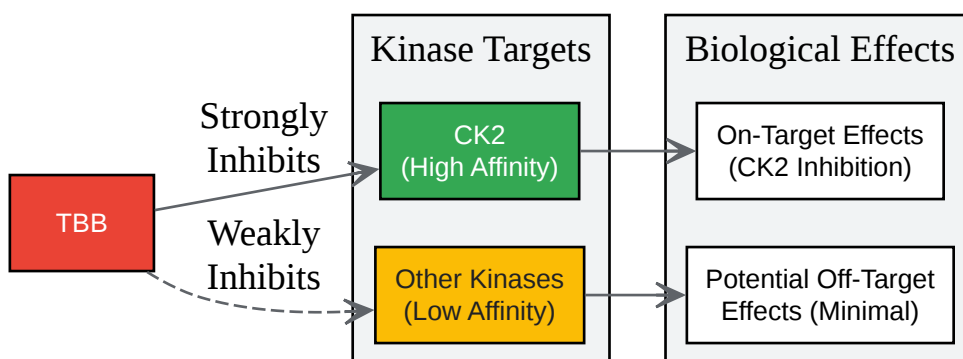 Kinase Targets
Biological Effects
Strongly
Inhibits
CK2
(High Affinity)
On-Target Effects
(CK2 Inhibition)
TBB
Weakly
Inhibits
Other Kinases
(Low Affinity)
Potential Off-Target
Effects (Minimal)